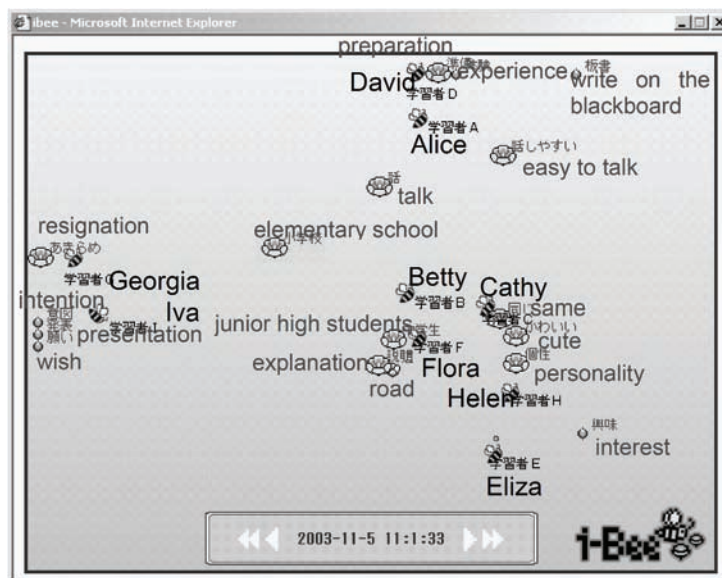 ibee - Microsoft Internet Explorer
preparation
準備
experience
板書
write on the
blackboard
David
学習者D
学習者A
Alice
話しやすい
easy to talk
話
talk
resignation
あきらめ
elementary school
小学校
Georgia
intention
意図
Iva
学習者I
発表
presentation
願い
wish
Betty
学習者B
Cathy
same
かわいい
cute
junior high students
学習者F
Flora
explanation
road
個性
personality
Helen
学習者H
興味
interest
学習者E
Eliza
2003-11-5 11:1:33
i-Bee